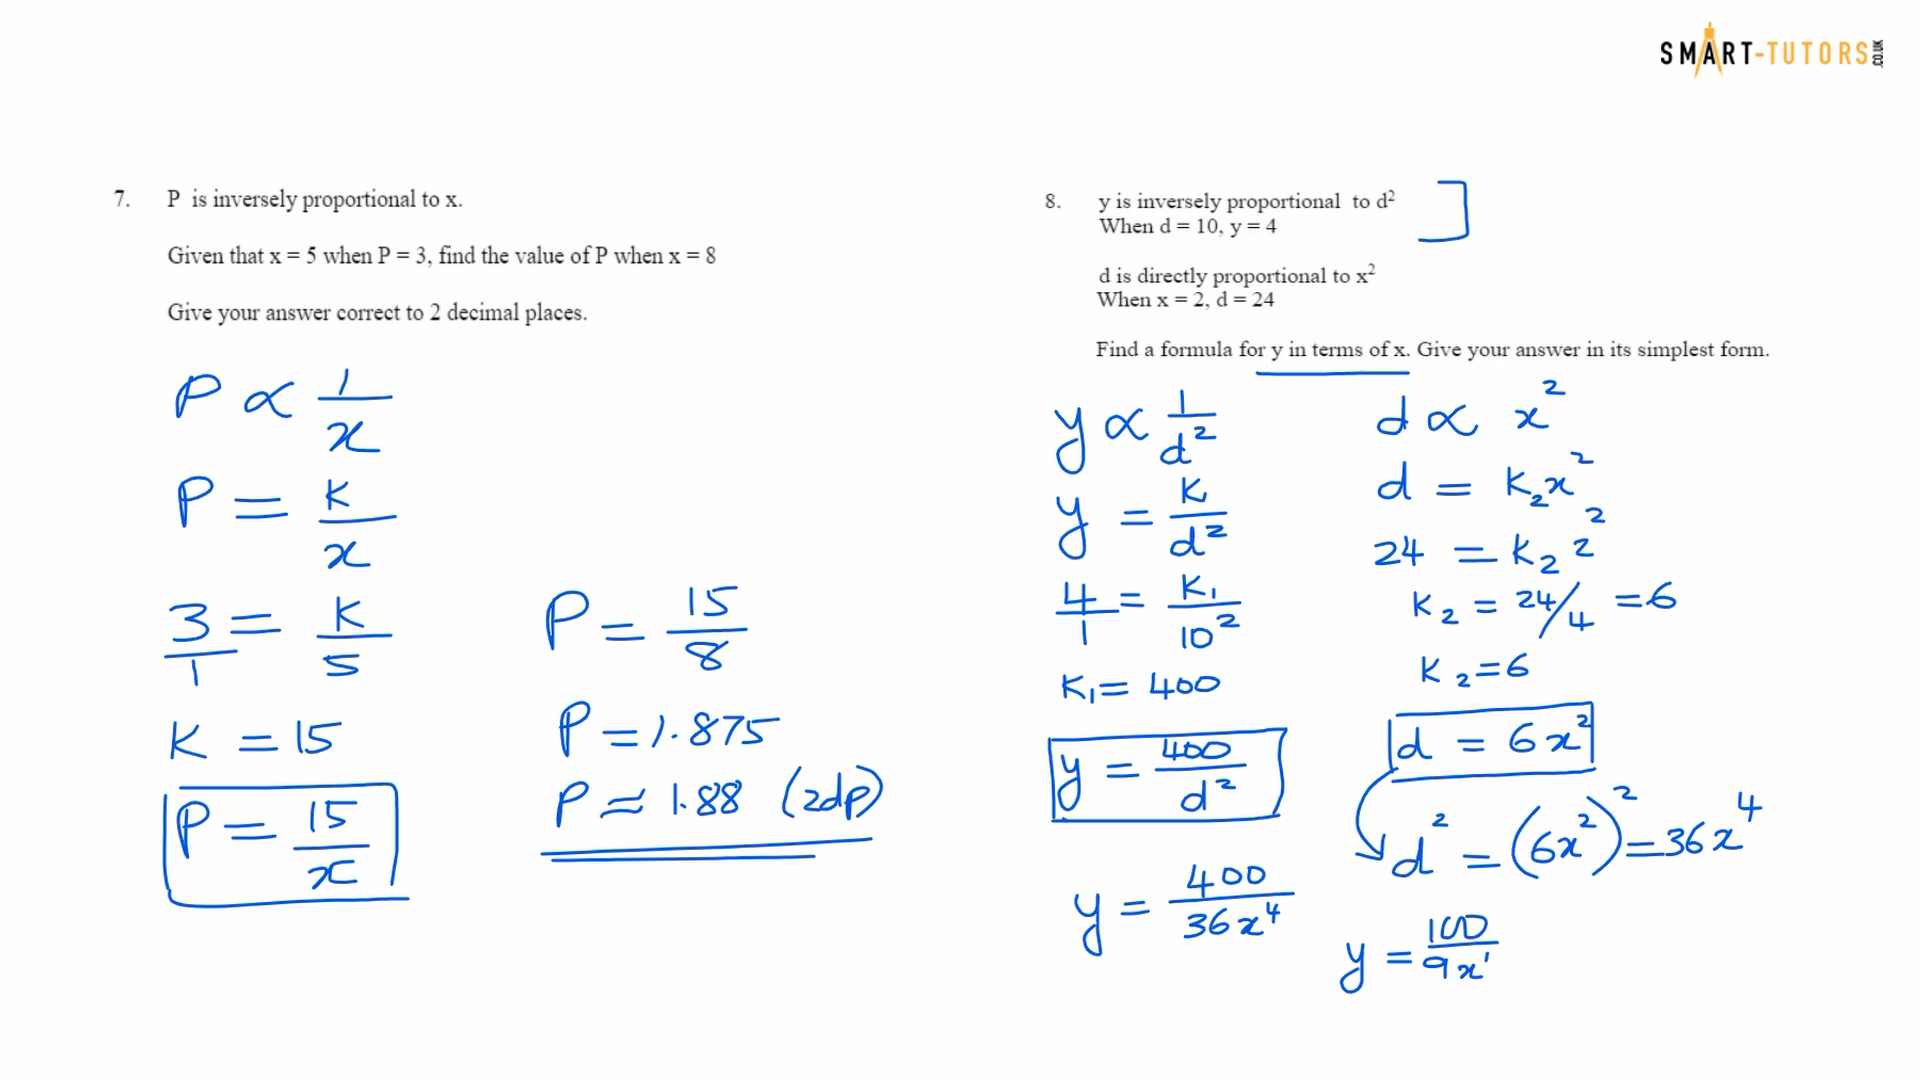 SMART-TUTORS.CO.UK
7. P is inversely proportional to x.
Given that x = 5 when P = 3, find the value of P when x = 8
Give your answer correct to 2 decimal places.
P ∝ 1/x
P = K/x
3/1 = K/5
K = 15
P = 15/x
P = 15/8
P = 1.875
P ≈ 1.88 (2dp)
8. y is inversely proportional to d²
When d = 10, y = 4
d is directly proportional to x²
When x = 2, d = 24
Find a formula for y in terms of x. Give your answer in its simplest form.
y ∝ 1/d²
y = K/d²
4/1 = K₁/10²
K₁ = 400
y = 400/d²
y = 400/36x⁴
d ∝ x²
d = K₂x²
24 = K₂ 2²
K₂ = 24/4 = 6
K₂ = 6
d = 6x²
d² = (6x²)² = 36x⁴
y = 100/9x'